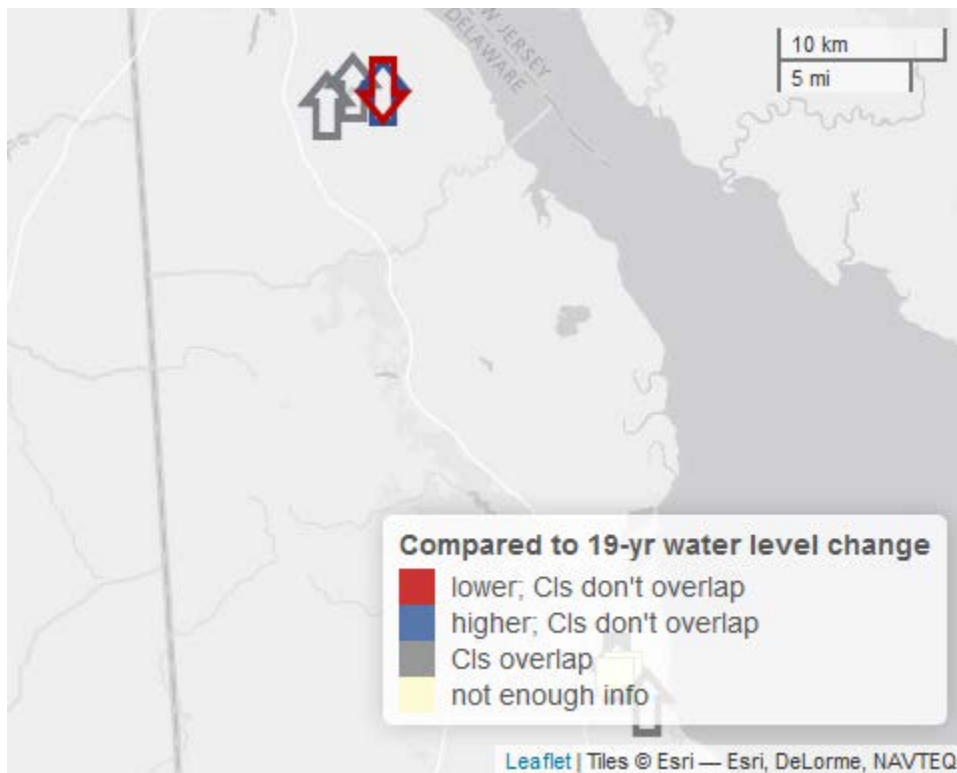 NEW JERSEY
DELAWARE
10 km
5 mi
Compared to 19-yr water level change
lower; CIs don't overlap
higher; CIs don't overlap
CIs overlap
not enough info
Leaflet | Tiles © Esri — Esri, DeLorme, NAVTEQ